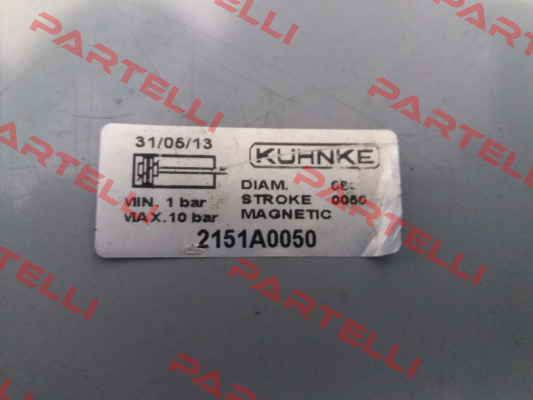 31/05/13
KUHNKE
DIAM.
STROKE 0050
MAGNETIC
MIN. 1 bar
MAX. 10 bar
2151A0050
PARTELLI
PARTELLI
PARTELLI
PARTELLI
PARTELLI
PARTELLI